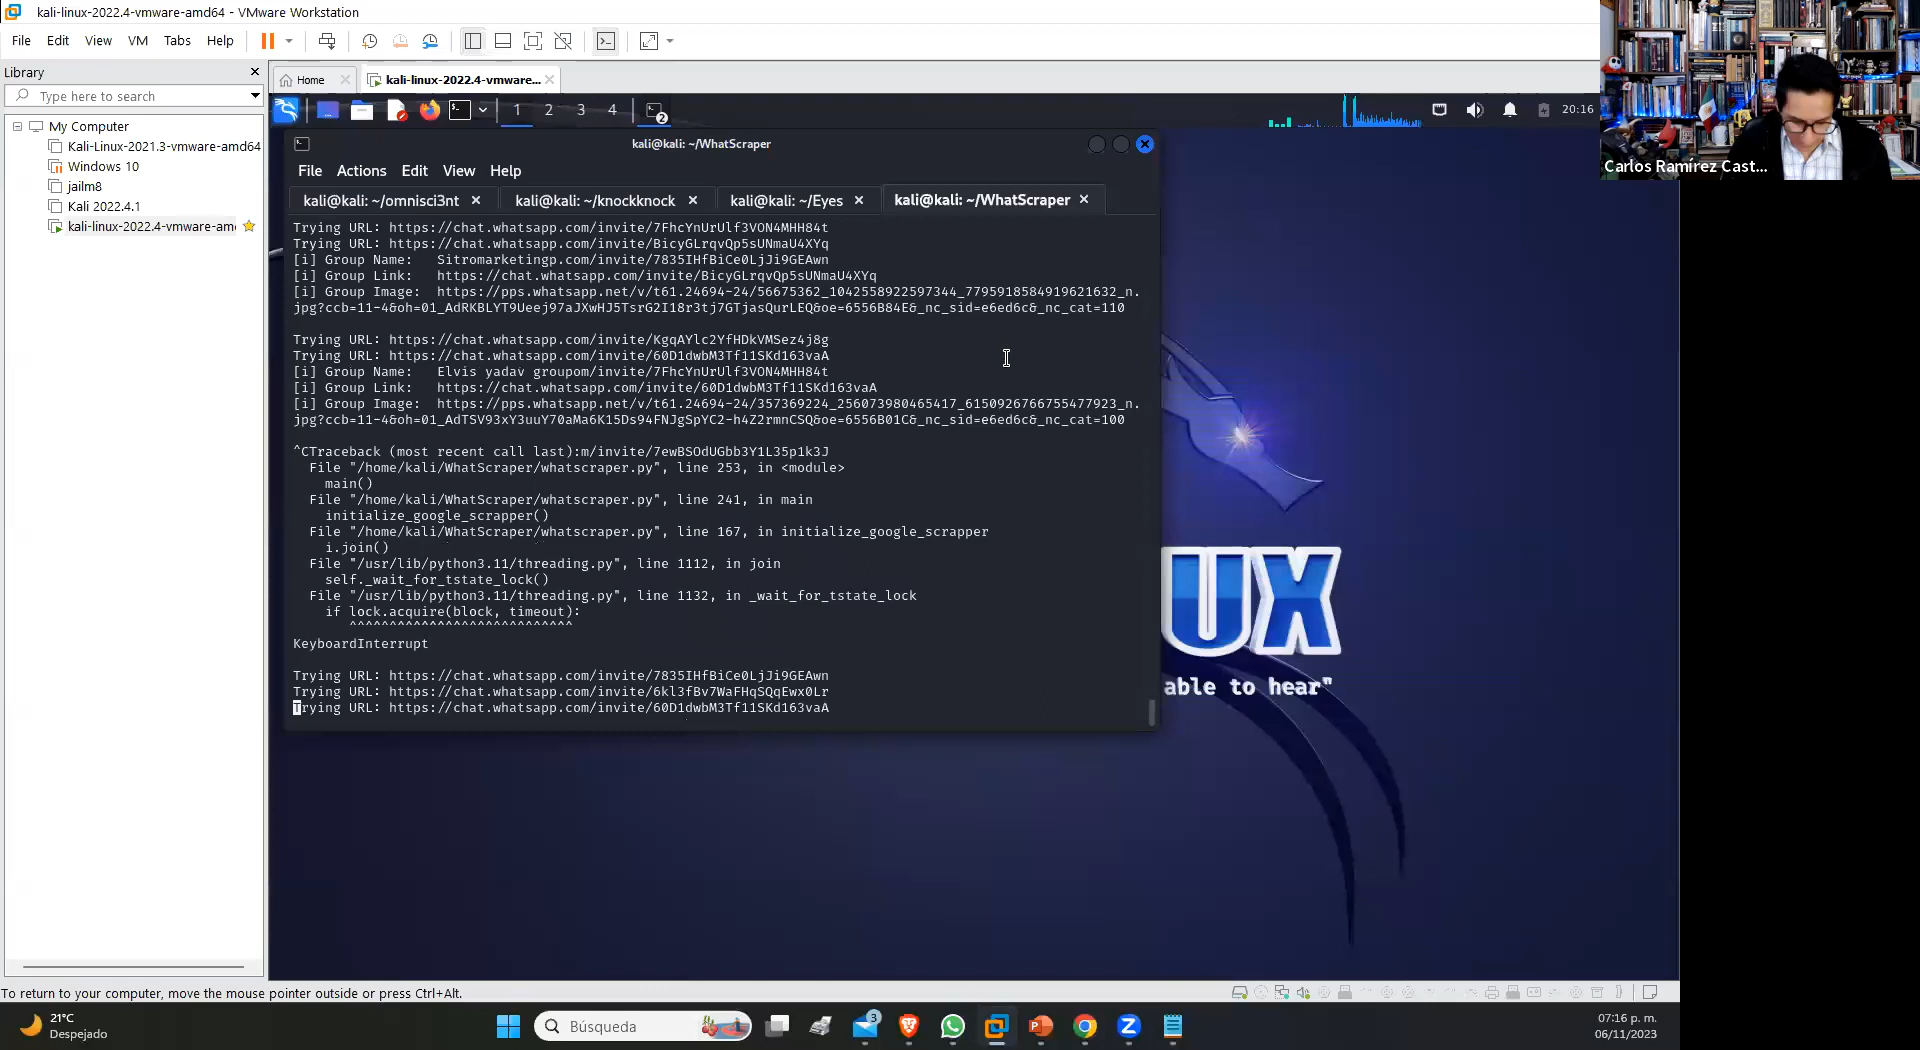 kali-linux-2022.4-vmware-amd64 - VMware Workstation
File Edit View VM Tabs Help
Library
Type here to search
My Computer
Kali-Linux-2021.3-vmware-amd64
Windows 10
jailm8
Kali 2022.4.1
kali-linux-2022.4-vmware-am
Home
kali-linux-2022.4-vmware...
1 2 3 4
2
20:16
Carlos Ramírez Cast...
kali@kali: ~/WhatScraper
File Actions Edit View Help
kali@kali: ~/omnisci3nt
kali@kali: ~/knockknock
kali@kali: ~/Eyes
kali@kali: ~/WhatScraper
Trying URL: https://chat.whatsapp.com/invite/7FhcYnUrUlf3VON4MHH84t
Trying URL: https://chat.whatsapp.com/invite/BicyGLrqvQp5sUNmaU4XYq
[i] Group Name:   Sitromarketingp.com/invite/7835IHfBiCe0LjJi9GEAwn
[i] Group Link:   https://chat.whatsapp.com/invite/BicyGLrqvQp5sUNmaU4XYq
[i] Group Image:  https://pps.whatsapp.net/v/t61.24694-24/56675362_1042558922597344_7795918584919621632_n.
jpg?ccb=11-4&oh=01_AdRKBLYT9Ueej97aJXwHJ5TsrG2I18r3tj7GTjasQurLEQ&oe=6556B84E&_nc_sid=e6ed6c&_nc_cat=110
Trying URL: https://chat.whatsapp.com/invite/KgqAYlc2YfHDkVMSez4j8g
Trying URL: https://chat.whatsapp.com/invite/60D1dwbM3Tf11SKd163vaA
[i] Group Name:   Elvis yadav groupom/invite/7FhcYnUrUlf3VON4MHH84t
[i] Group Link:   https://chat.whatsapp.com/invite/60D1dwbM3Tf11SKd163vaA
[i] Group Image:  https://pps.whatsapp.net/v/t61.24694-24/357369224_256073980465417_6150926766755477923_n.
jpg?ccb=11-4&oh=01_AdTSV93xY3uuY70aMa6K15Ds94FNJgSpYC2-h4Z2rmnCSQ&oe=6556B01C&_nc_sid=e6ed6c&_nc_cat=100
^CTraceback (most recent call last):m/invite/7ewBSOdUGbb3Y1L35p1k3J
File "/home/kali/WhatScraper/whatscraper.py", line 253, in <module>
main()
File "/home/kali/WhatScraper/whatscraper.py", line 241, in main
initialize_google_scrapper()
File "/home/kali/WhatScraper/whatscraper.py", line 167, in initialize_google_scrapper
i.join()
File "/usr/lib/python3.11/threading.py", line 1112, in join
self._wait_for_tstate_lock()
File "/usr/lib/python3.11/threading.py", line 1132, in _wait_for_tstate_lock
if lock.acquire(block, timeout):
^^^^^^^^^^^^^^^^^^^^^^^^^^^^
KeyboardInterrupt
Trying URL: https://chat.whatsapp.com/invite/7835IHfBiCe0LjJi9GEAwn
Trying URL: https://chat.whatsapp.com/invite/6kl3fBv7WaFHqSQqEwx0Lr
Trying URL: https://chat.whatsapp.com/invite/60D1dwbM3Tf11SKd163vaA
UX
able to hear"
To return to your computer, move the mouse pointer outside or press Ctrl+Alt.
21°C
Despejado
Búsqueda
3
07:16 p. m.
06/11/2023